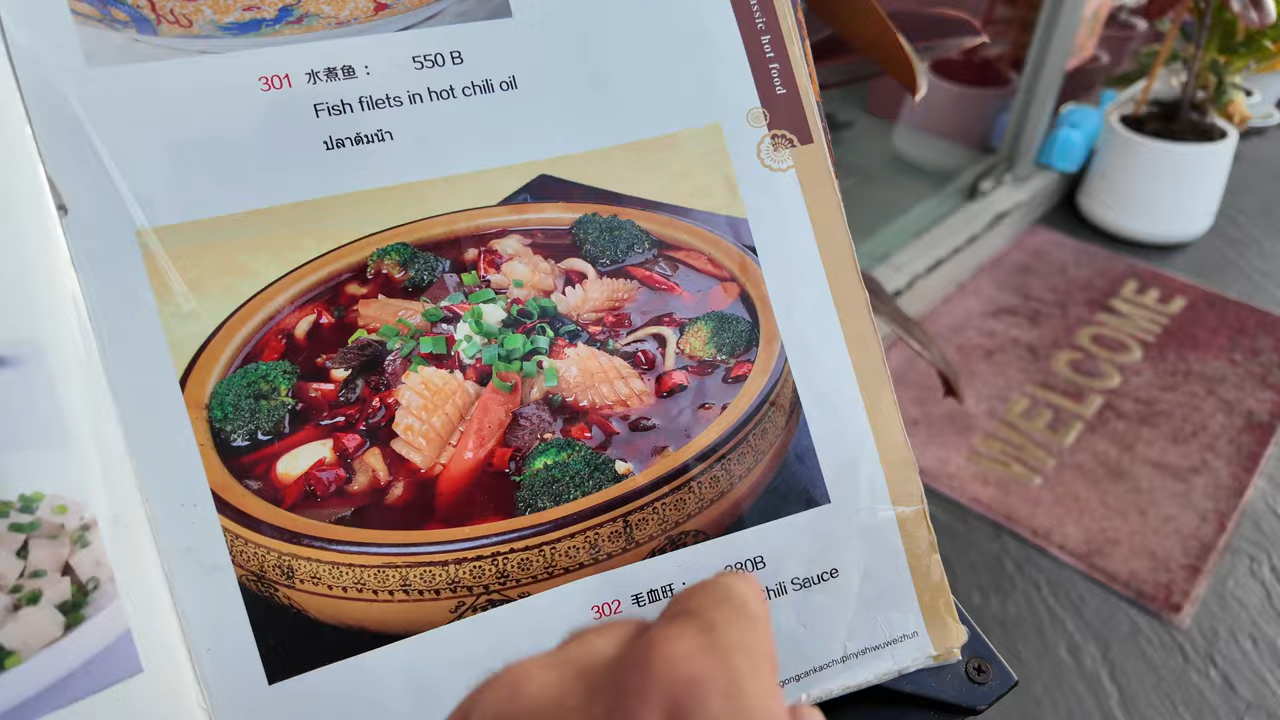 assic hot food
301 水煮鱼： 550 B
Fish filets in hot chili oil
ปลาต้มน้ำ
302 毛血旺： 80B
hili Sauce
gongcankaochupinyishiwuweizhun
WELCOME